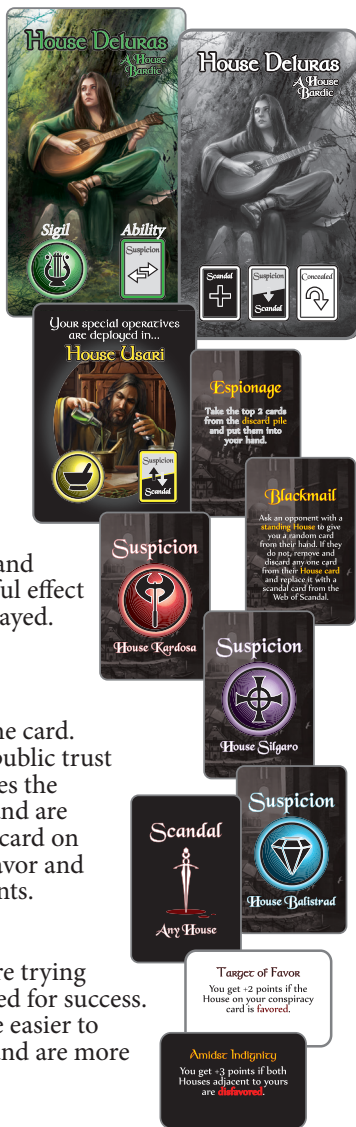 House Deluras
A House
Bardic
Sigil
Ability
Suspicion
House Deluras
A House
Bardic
Scandal
Suspicion
Scandal
Concealed
Your special operatives
are deployed in...
House Usari
Suspicion
Scandal
Espionage
Take the top 2 cards
from the discard pile
and put them into
your hand.
Blackmail
Ask an opponent with a
standing House to give
you a random card
from their hand. If they
do not, remove and
discard any one card
from their House card
and replace it with a
scandal card from the
Web of Scandal.
and
ful effect
ayed.
Suspicion
House Kardosa
Suspicion
House Silgaro
ne card.
public trust
es the
and are
card on
avor and
nts.
Suspicion
House Balistrad
Scandal
Any House
re trying
ed for success.
e easier to
and are more
Target of Favor
You get +2 points if the
House on your conspiracy
card is favored.
Amidst Indignity
You get +3 points if both
Houses adjacent to yours
are disfavored.